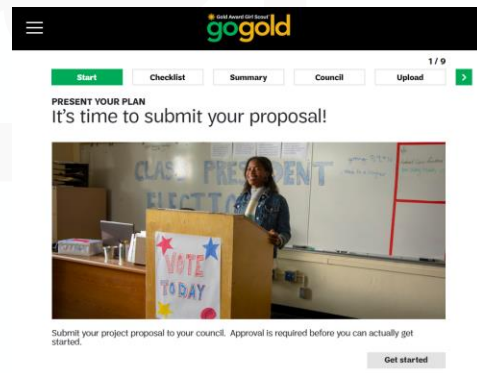 Gold Award Girl Scout
gogold
1 / 9
Start Checklist Summary Council Upload >
PRESENT YOUR PLAN
It's time to submit your proposal!
CLASS PRESIDENT
ELECTION
VOTE
TODAY
Submit your project proposal to your council. Approval is required before you can actually get
started.
Get started